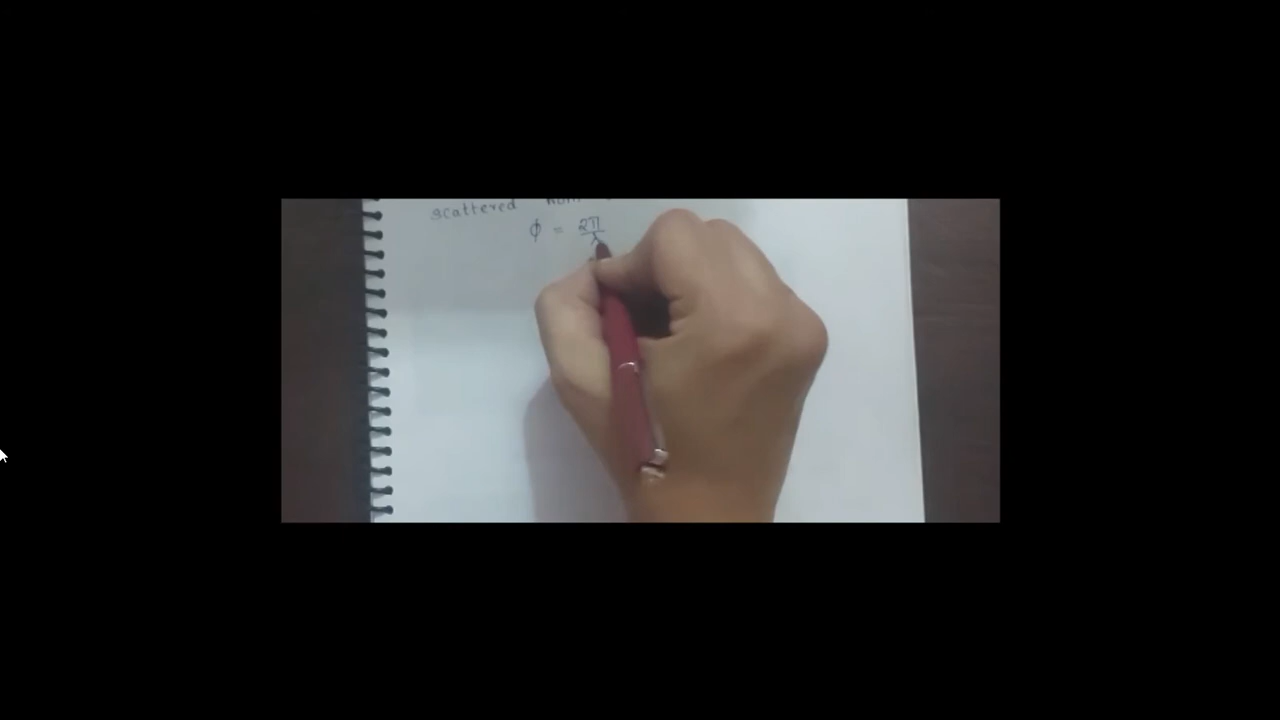 scattered
ϕ = 2π/λ